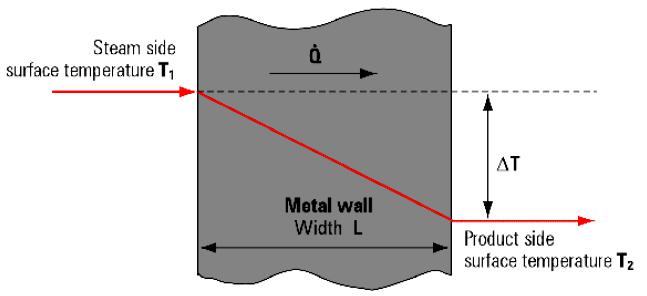 Steam side
surface temperature T₁
Q̇
ΔT
Metal wall
Width L
Product side
surface temperature T₂